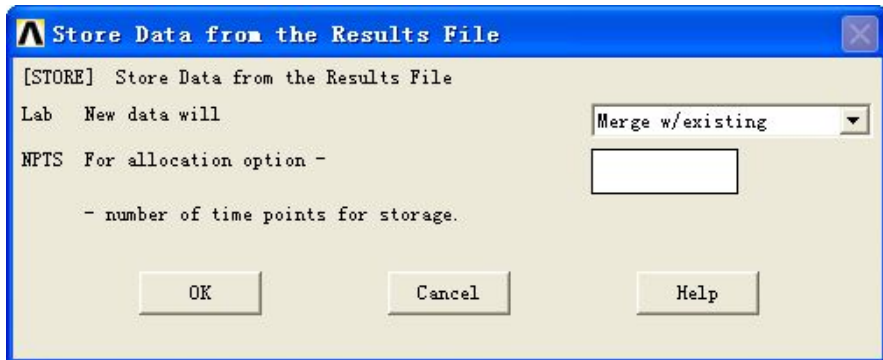 Store Data from the Results File
[STORE] Store Data from the Results File
Lab New data will Merge w/existing
NPTS For allocation option -
- number of time points for storage.
OK Cancel Help